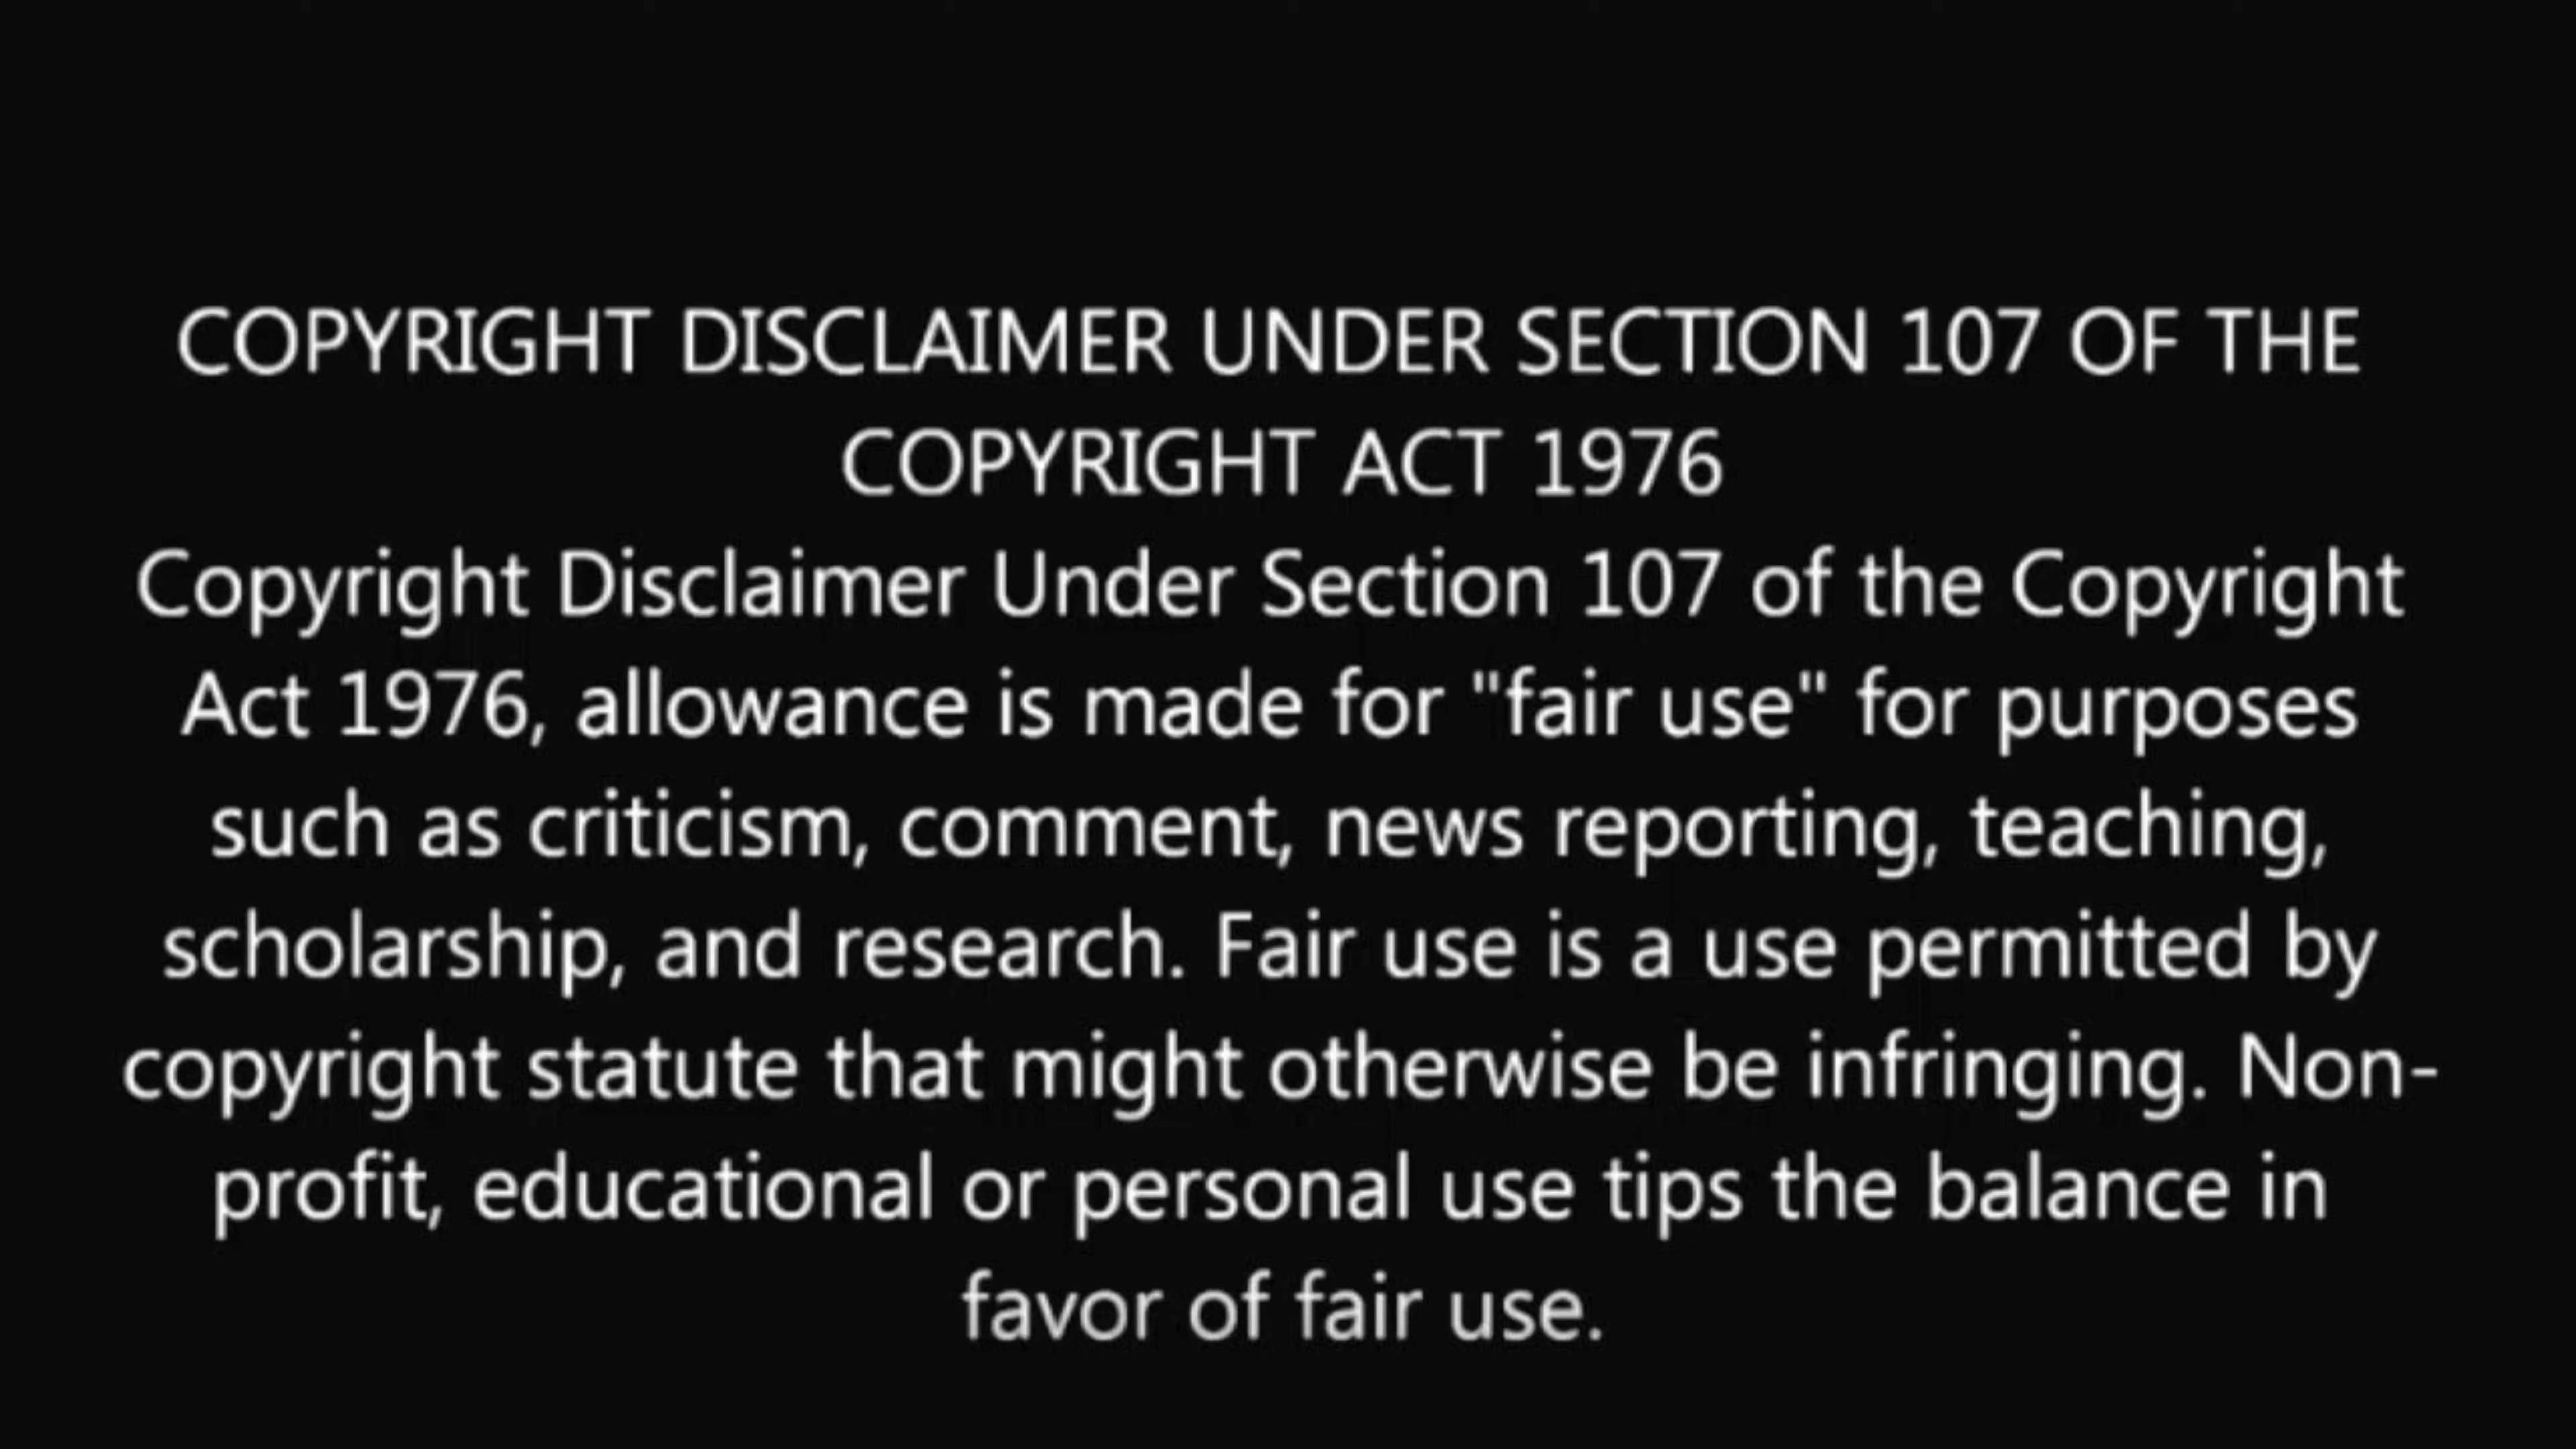 COPYRIGHT DISCLAIMER UNDER SECTION 107 OF THE
COPYRIGHT ACT 1976
Copyright Disclaimer Under Section 107 of the Copyright
Act 1976, allowance is made for "fair use" for purposes
such as criticism, comment, news reporting, teaching,
scholarship, and research. Fair use is a use permitted by
copyright statute that might otherwise be infringing. Non-
profit, educational or personal use tips the balance in
favor of fair use.